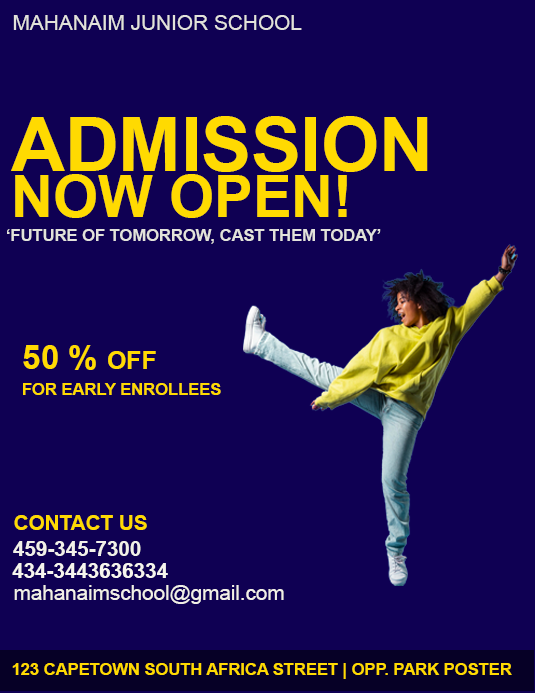 MAHANAIM JUNIOR SCHOOL
ADMISSION
NOW OPEN!
‘FUTURE OF TOMORROW, CAST THEM TODAY’
50 % OFF
FOR EARLY ENROLLEES
CONTACT US
459-345-7300
434-3443636334
mahanaimschool@gmail.com
123 CAPETOWN SOUTH AFRICA STREET | OPP. PARK POSTER